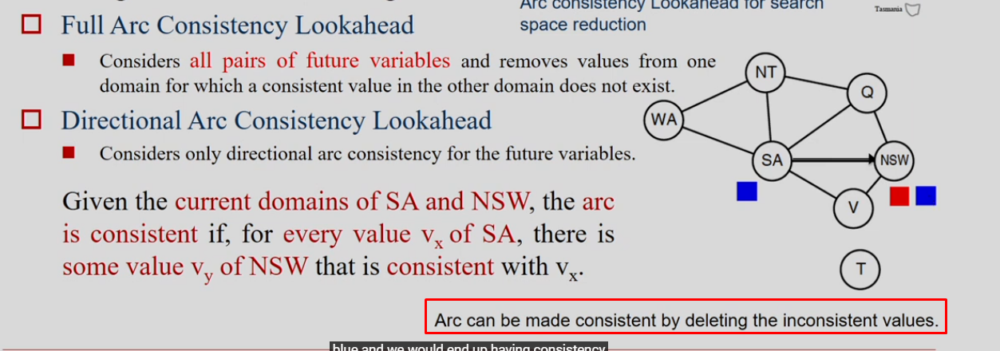 Arc consistency Lookahead for search
space reduction
Tasmania
Full Arc Consistency Lookahead
Considers all pairs of future variables and removes values from one
domain for which a consistent value in the other domain does not exist.
Directional Arc Consistency Lookahead
Considers only directional arc consistency for the future variables.
Given the current domains of SA and NSW, the arc
is consistent if, for every value vx of SA, there is
some value vy of NSW that is consistent with vx.
NT
Q
WA
SA
NSW
V
T
Arc can be made consistent by deleting the inconsistent values.
blue and we would end up having consistency